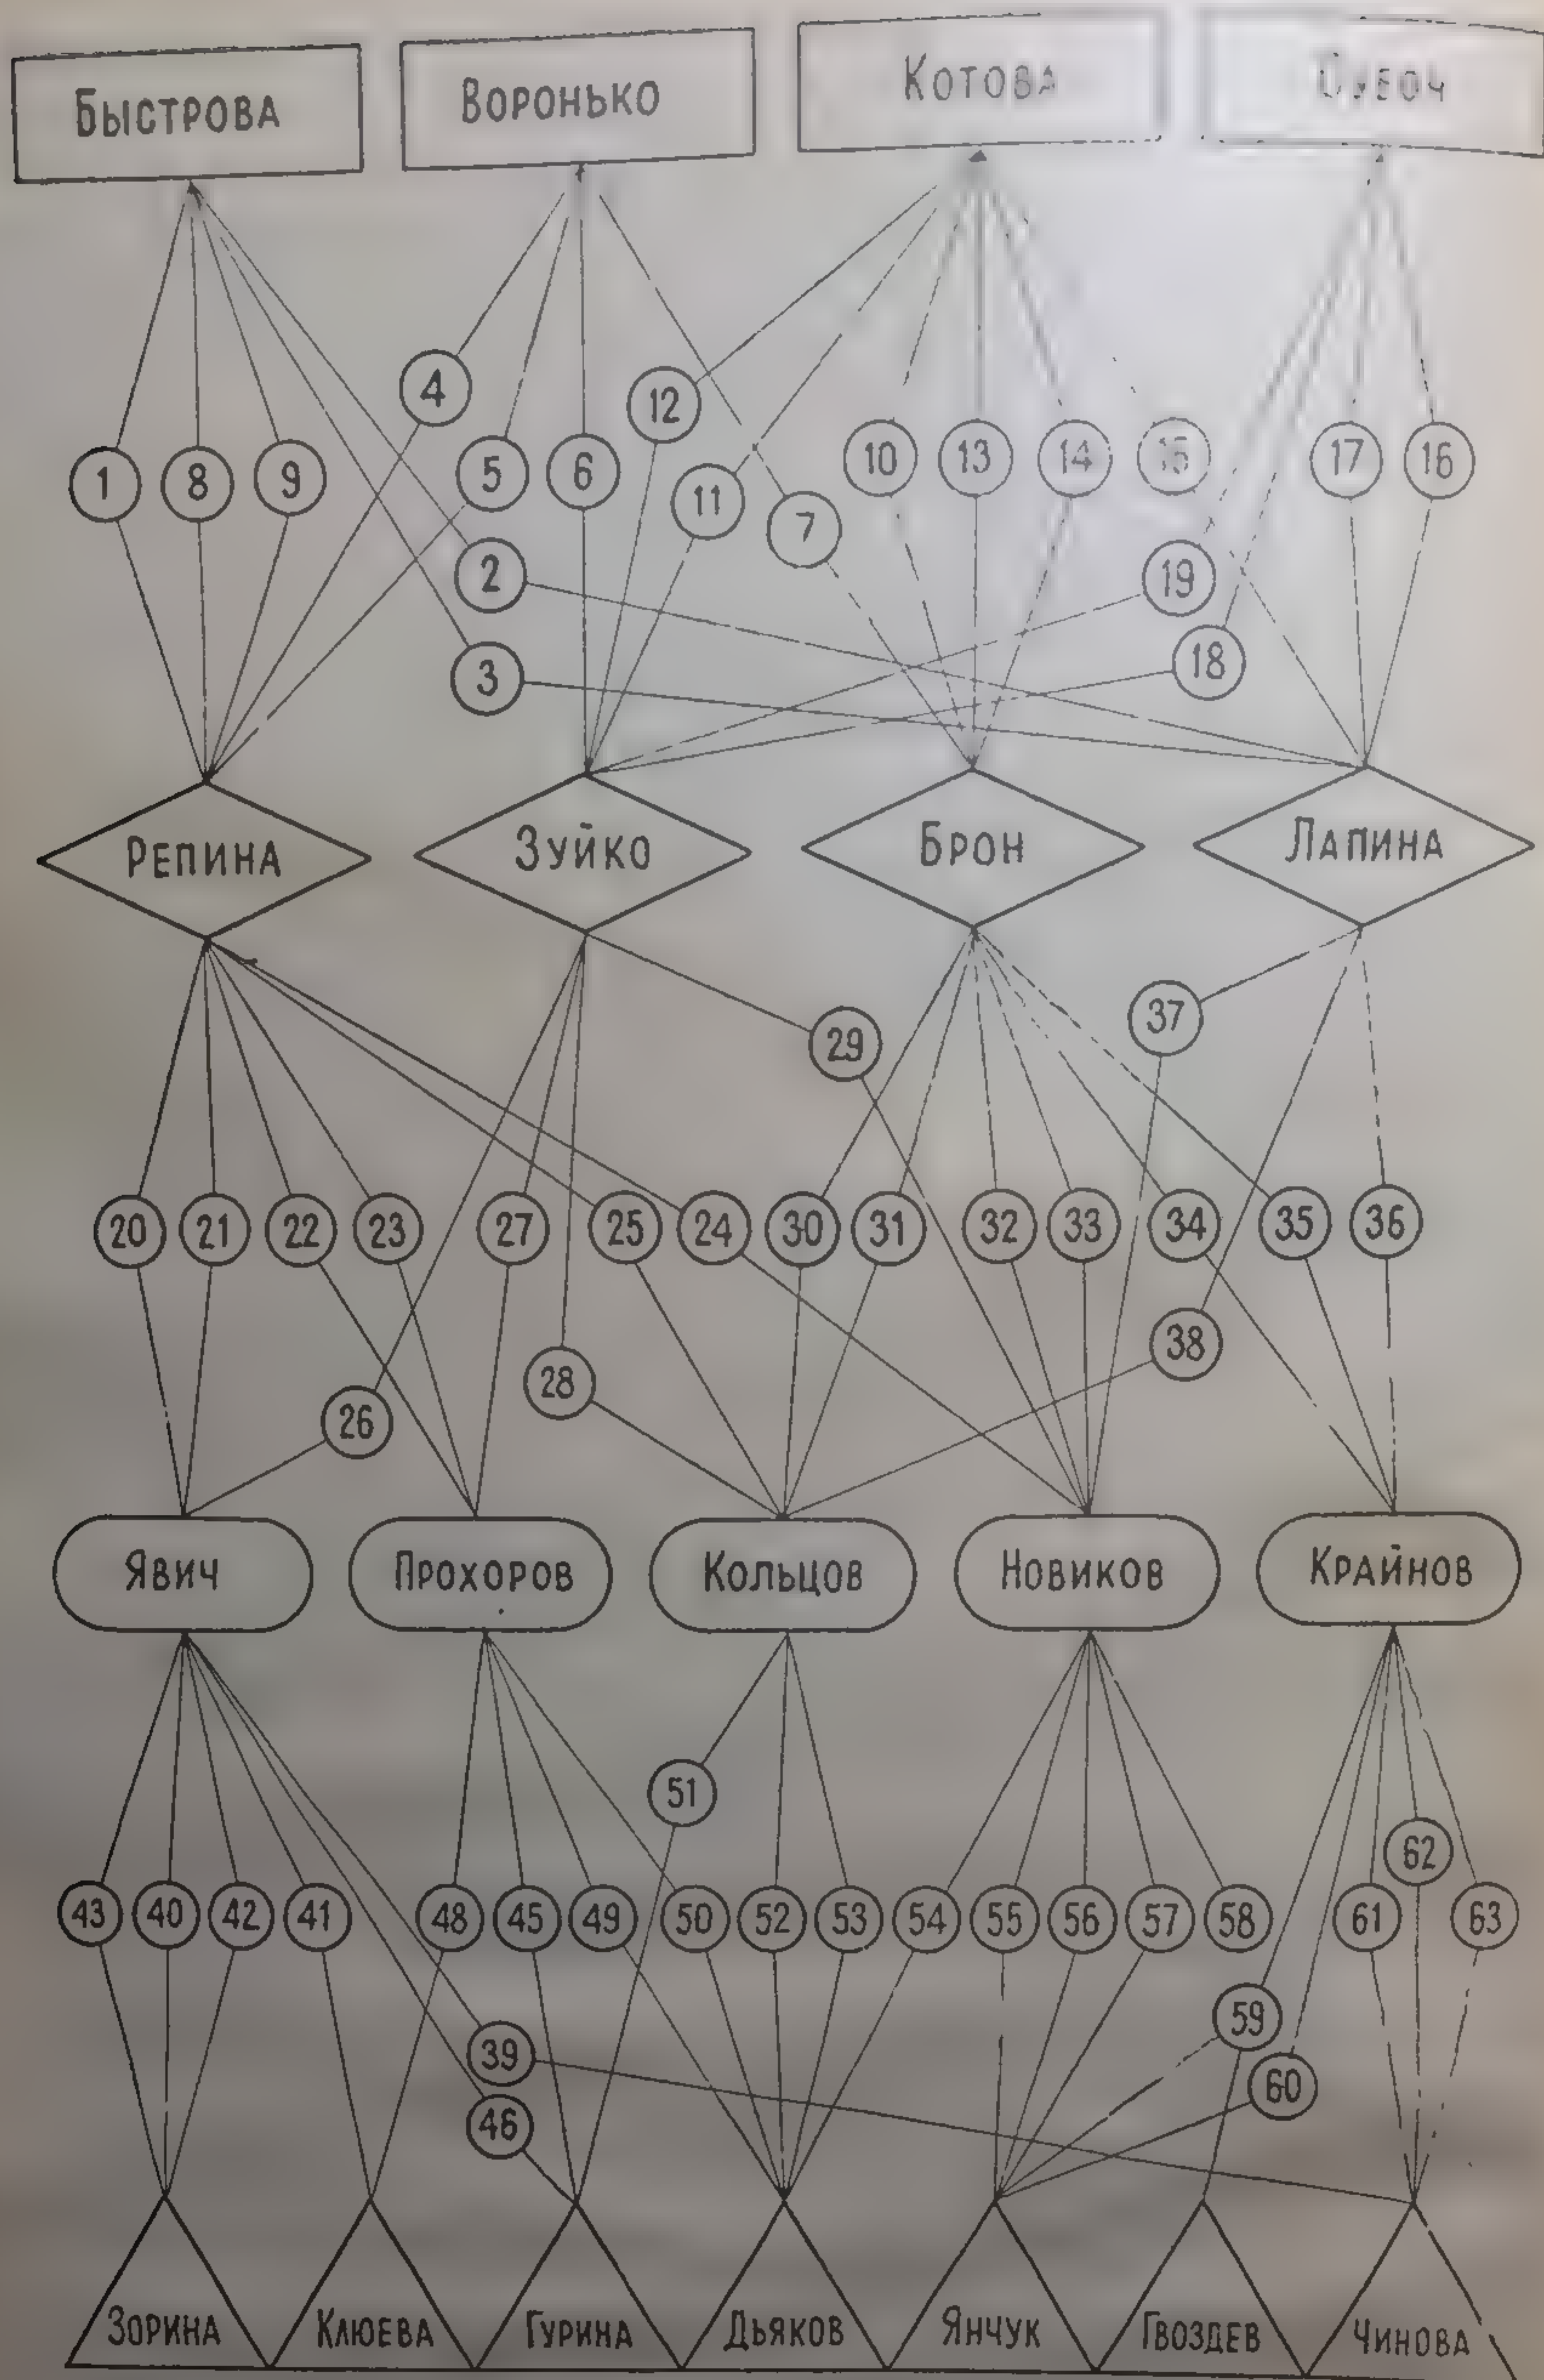 Быстрова Воронько Котова
4
12
1 8 9 5 6 11 10 13 14 15 17 16
7
2 19
3 18
Репина Зуйко Брон Лапина
37
29
20 21 22 23 27 25 24 30 31 32 33 34 35 36
38
28
26
Явич Прохоров Кольцов Новиков Крайнов
51
62
43 40 42 41 48 45 49 50 52 53 54 55 56 57 58 61 63
59
39
60
46
Зорина Клюева Гурина Дьяков Янчук Гвоздев Чинова